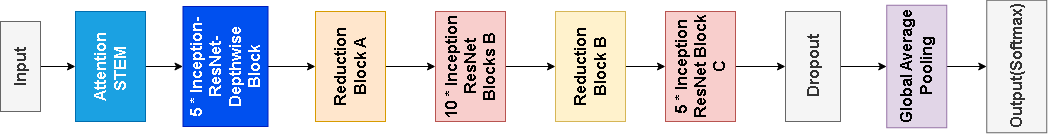 Input
Attention
STEM
5 * Inception-
ResNet-
Depthwise
Block
Reduction
Block A
10 * Inception
ResNet
Blocks B
Reduction
Block B
5 * Inception
ResNet Block
C
Dropout
Global Average
Pooling
Output(Softmax)